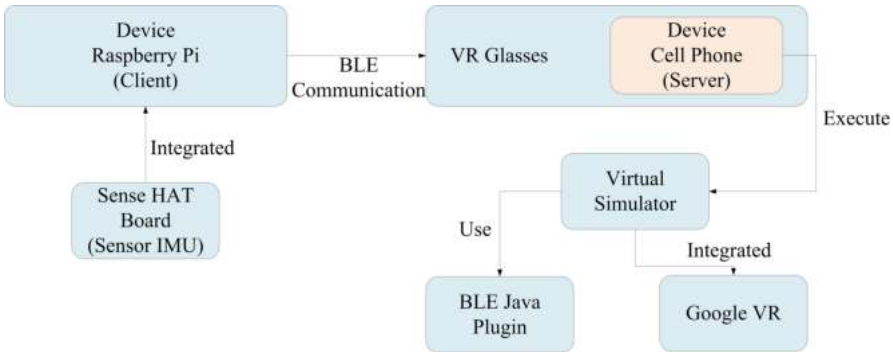 Device
Raspberry Pi
(Client)
BLE
Communication
VR Glasses
Device
Cell Phone
(Server)
Execute
Integrated
Sense HAT
Board
(Sensor IMU)
Virtual
Simulator
Use
Integrated
BLE Java
Plugin
Google VR